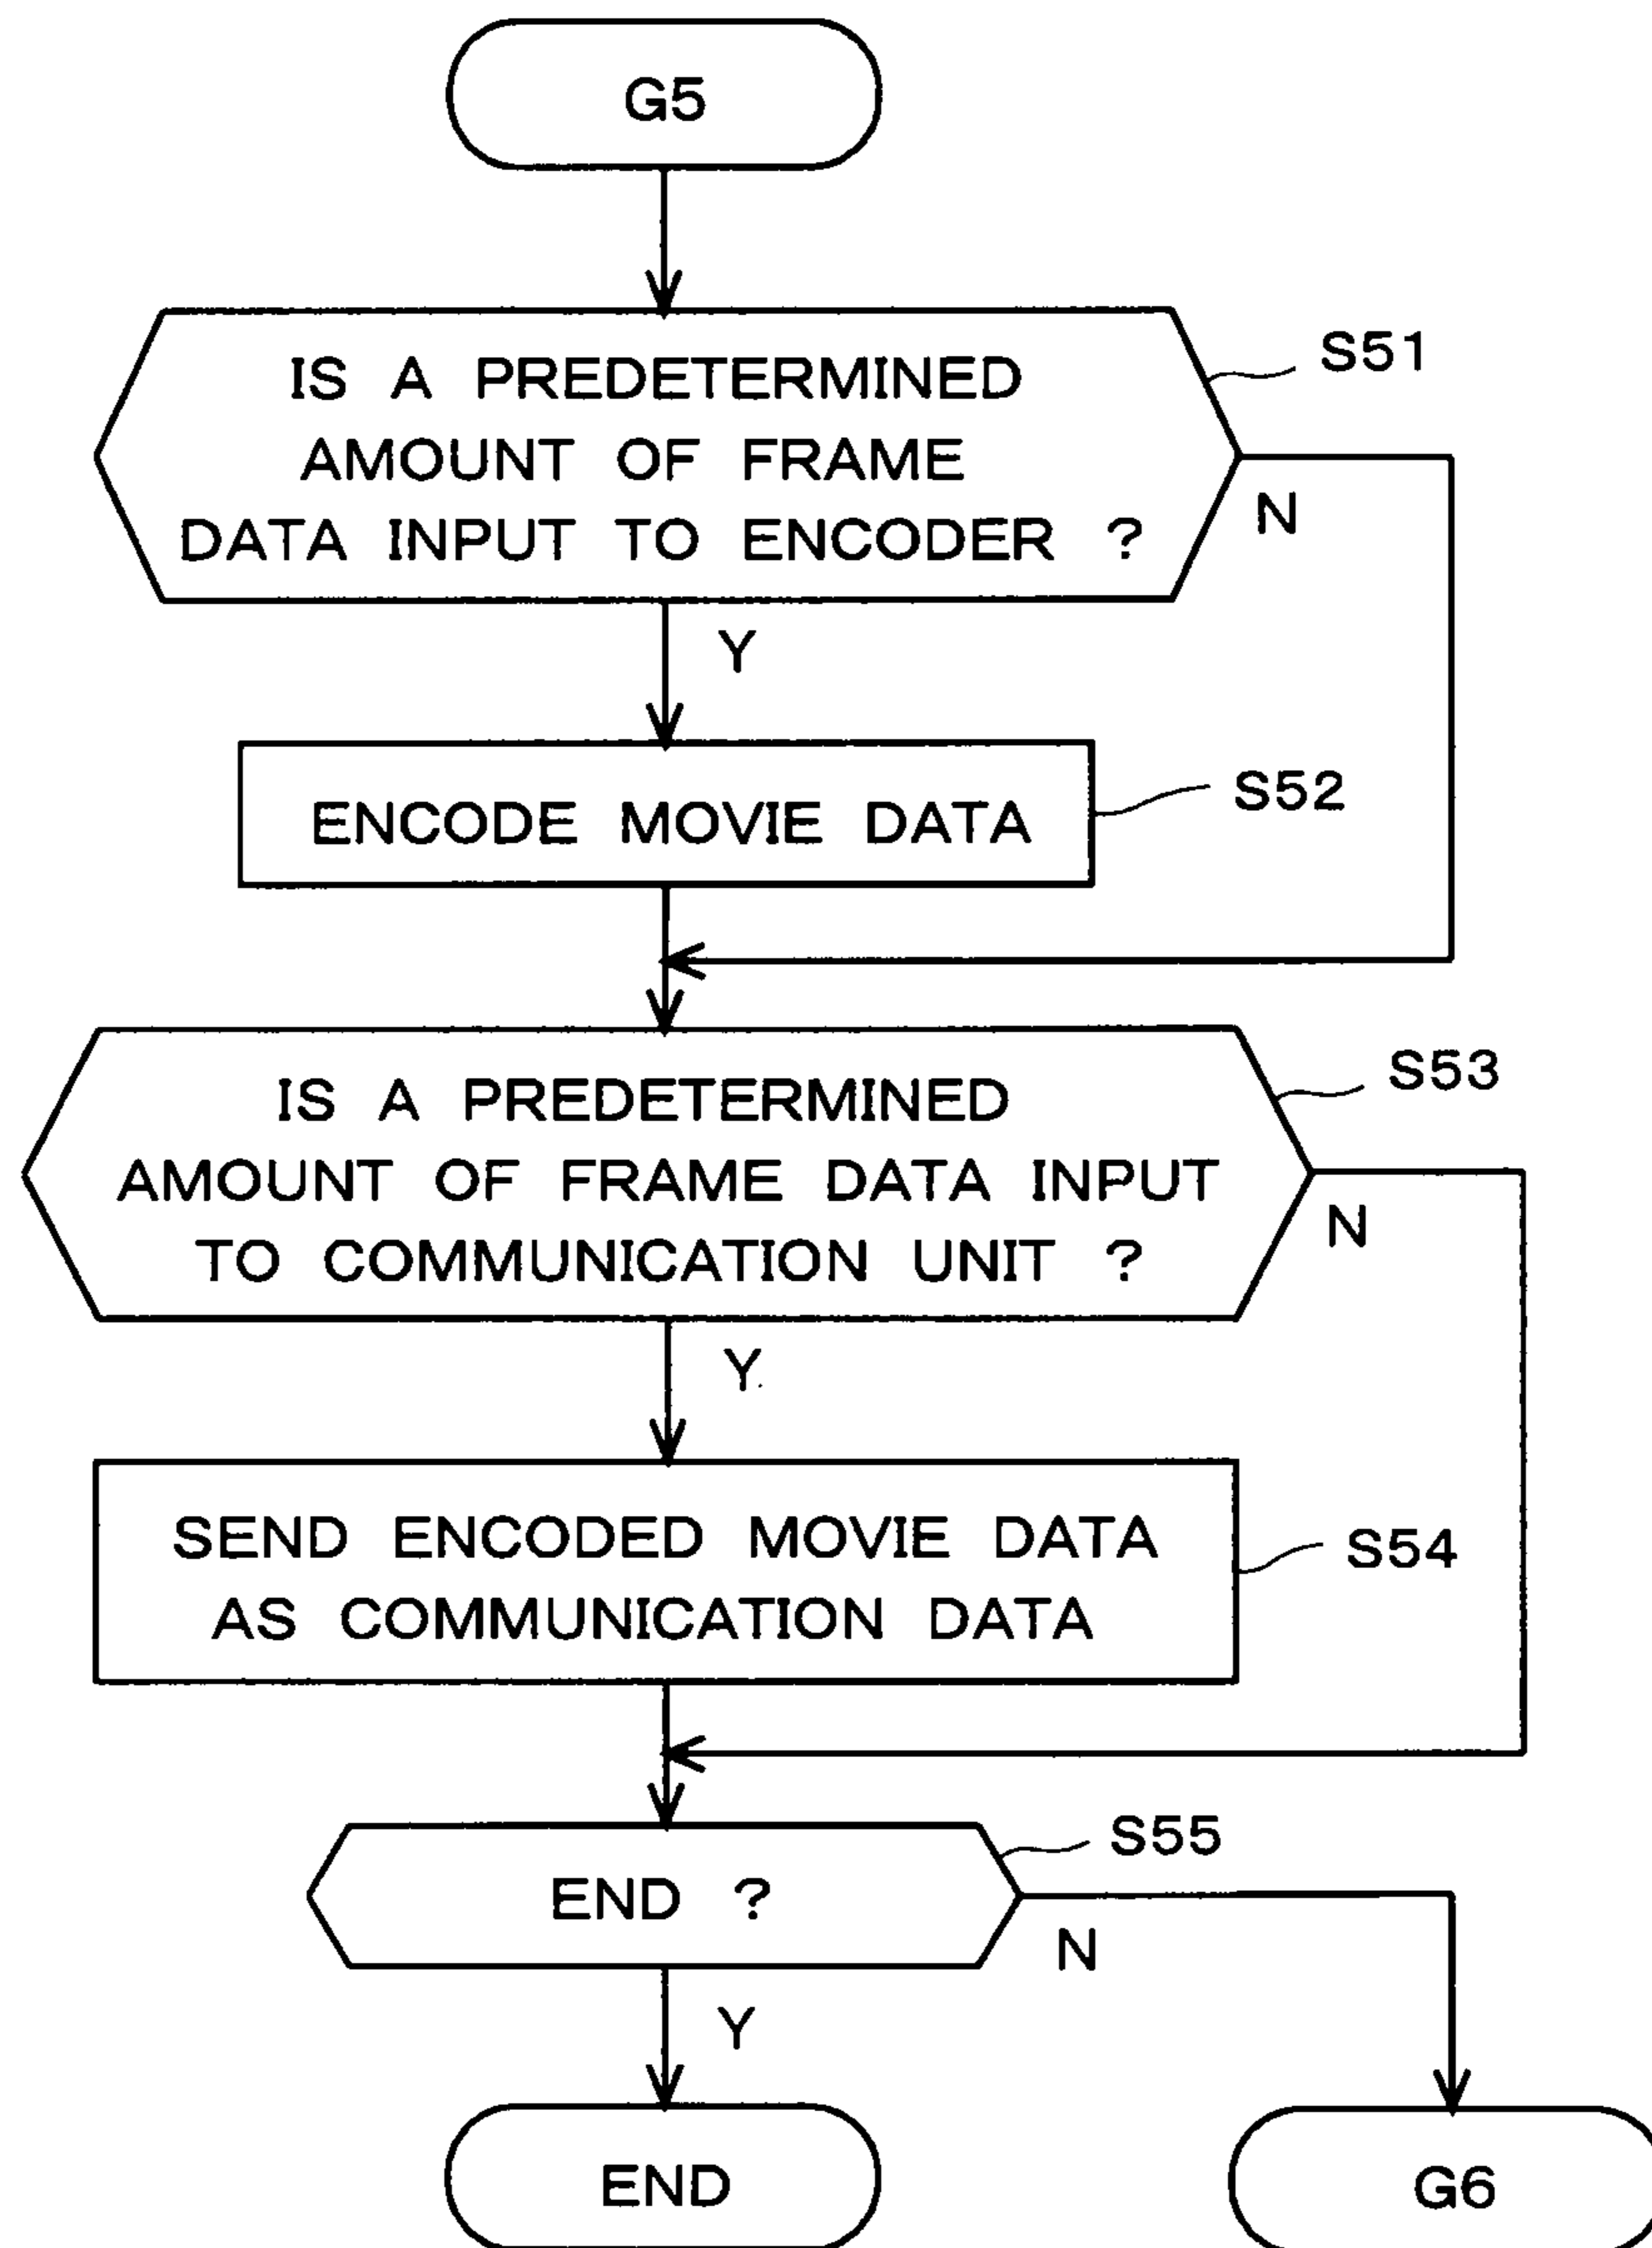 G5
IS A PREDETERMINED
AMOUNT OF FRAME
DATA INPUT TO ENCODER ?
S51
N
Y
ENCODE MOVIE DATA
S52
IS A PREDETERMINED
AMOUNT OF FRAME DATA INPUT
TO COMMUNICATION UNIT ?
S53
N
Y
SEND ENCODED MOVIE DATA
AS COMMUNICATION DATA
S54
END ?
S55
N
Y
END
G6